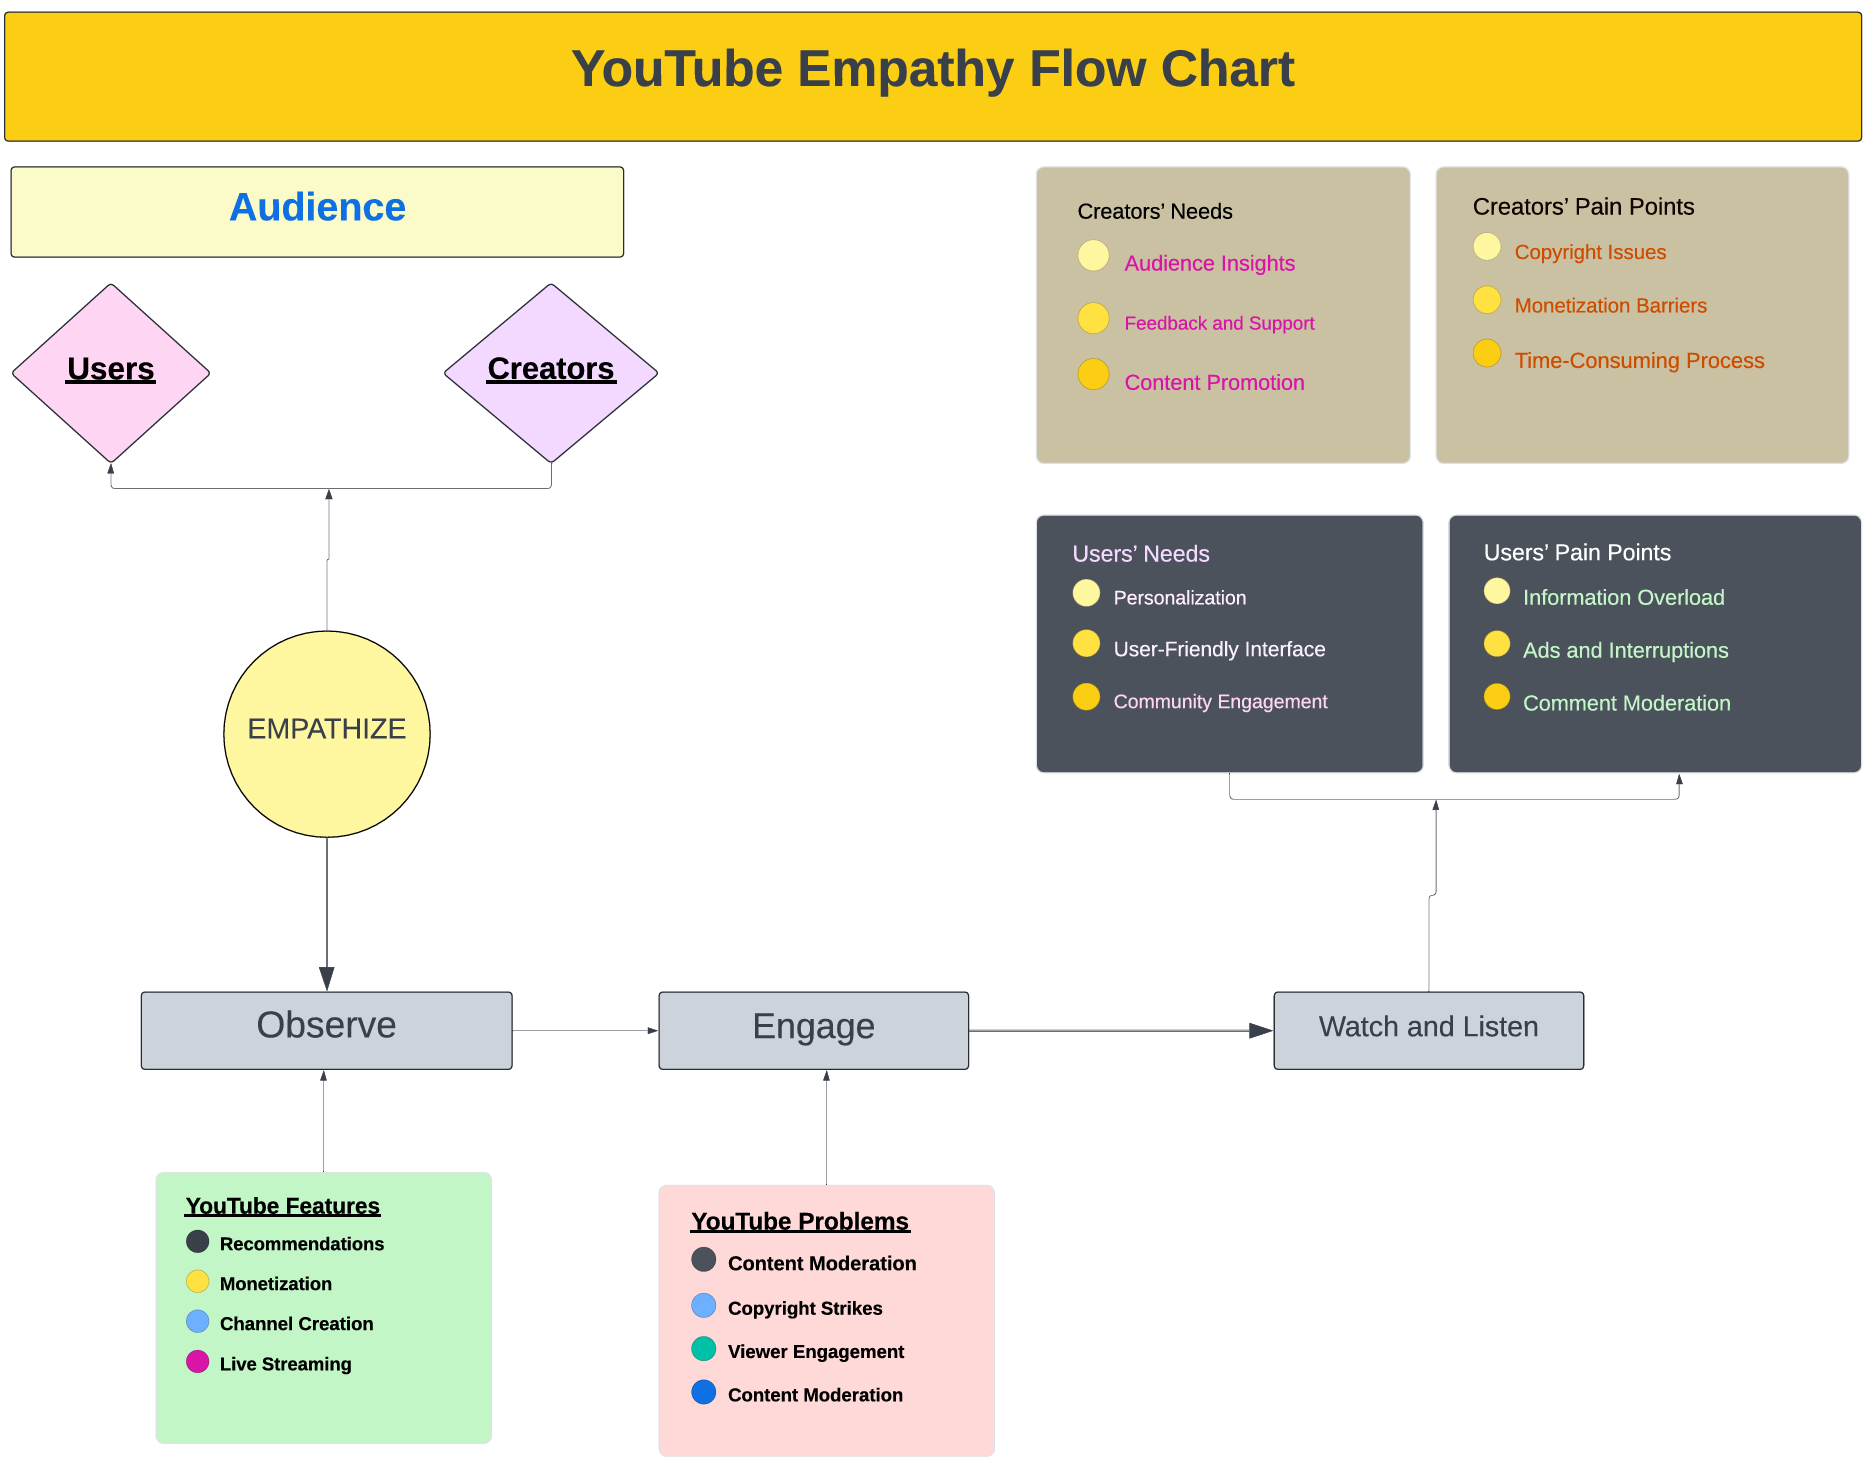 YouTube Empathy Flow Chart
Audience
Users
Creators
Creators’ Needs
Audience Insights
Feedback and Support
Content Promotion
Creators’ Pain Points
Copyright Issues
Monetization Barriers
Time-Consuming Process
Users’ Needs
Personalization
User-Friendly Interface
Community Engagement
Users’ Pain Points
Information Overload
Ads and Interruptions
Comment Moderation
EMPATHIZE
Observe
Engage
Watch and Listen
YouTube Features
Recommendations
Monetization
Channel Creation
Live Streaming
YouTube Problems
Content Moderation
Copyright Strikes
Viewer Engagement
Content Moderation